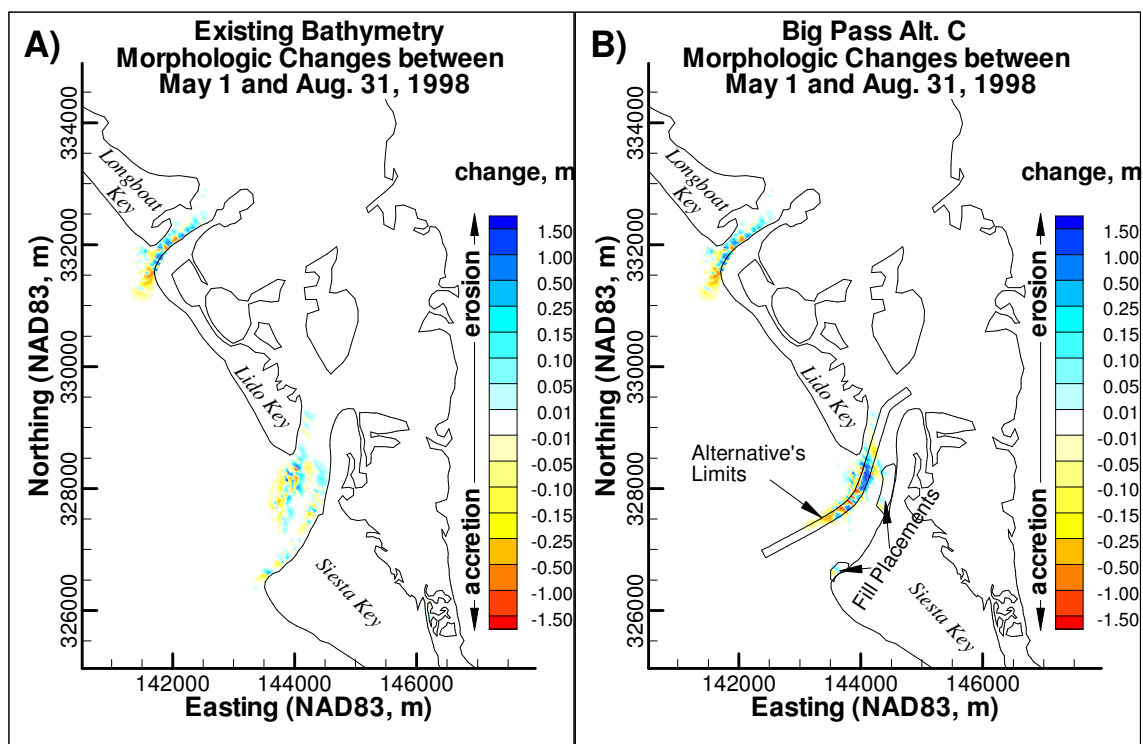 A)
Existing Bathymetry
Morphologic Changes between
May 1 and Aug. 31, 1998
Northing (NAD83, m)
334000
332000
330000
328000
326000
142000
144000
146000
Easting (NAD83, m)
Longboat
Key
Lido Key
Siesta Key
change, m
erosion
accretion
1.50
1.00
0.50
0.25
0.15
0.10
0.05
0.01
-0.01
-0.05
-0.10
-0.15
-0.25
-0.50
-1.00
-1.50
B)
Big Pass Alt. C
Morphologic Changes between
May 1 and Aug. 31, 1998
Northing (NAD83, m)
334000
332000
330000
328000
326000
142000
144000
146000
Easting (NAD83, m)
Longboat
Key
Lido Key
Alternative's
Limits
Fill Placements
Siesta Key
change, m
erosion
accretion
1.50
1.00
0.50
0.25
0.15
0.10
0.05
0.01
-0.01
-0.05
-0.10
-0.15
-0.25
-0.50
-1.00
-1.50